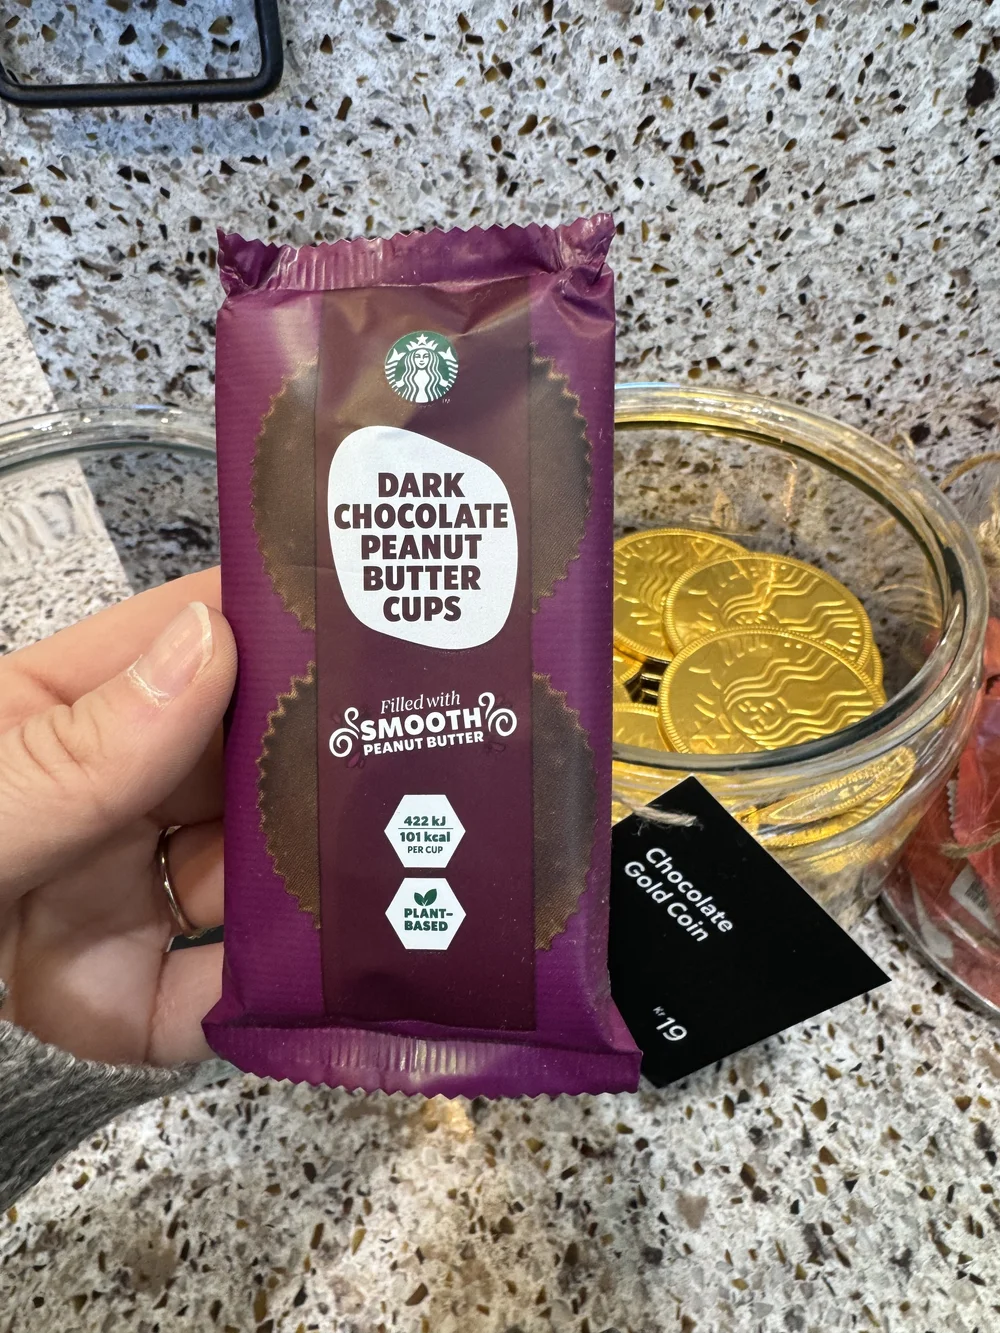 DARK
CHOCOLATE
PEANUT
BUTTER
CUPS
Filled with
SMOOTH
PEANUT BUTTER
422 kJ
101 kcal
PER CUP
PLANT-
BASED
Chocolate
Gold Coin
Kr 19